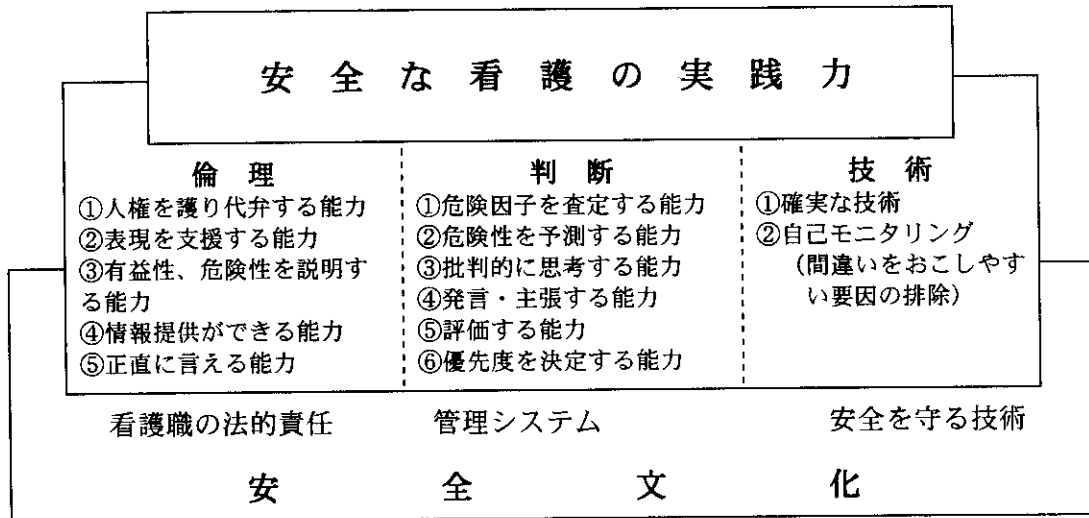 安全な看護の実践力
倫理
①人権を護り代弁する能力
②表現を支援する能力
③有益性、危険性を説明す
る能力
④情報提供ができる能力
⑤正直に言える能力
判断
①危険因子を査定する能力
②危険性を予測する能力
③批判的に思考する能力
④発言・主張する能力
⑤評価する能力
⑥優先度を決定する能力
技術
①確実な技術
②自己モニタリング
(間違いをおこしやす
い要因の排除)
看護職の法的責任
管理システム
安全を守る技術
安全文化